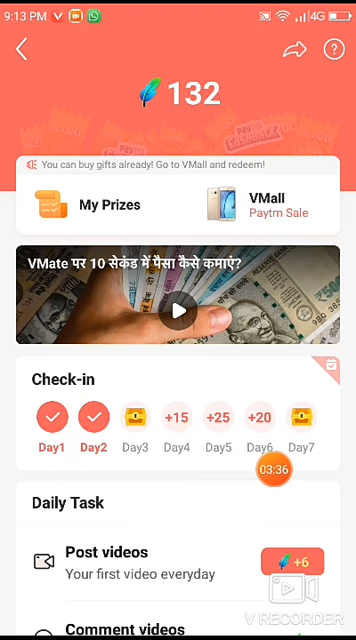 9:13 PM
4G
132
You can buy gifts already! Go to VMall and redeem!
My Prizes
VMall
Paytm Sale
VMate पर 10 सेकंड में पैसा कैसे कमाएं?
Check-in
+15 +25 +20
Day1 Day2 Day3 Day4 Day5 Day6 Day7
03:36
Daily Task
Post videos
Your first video everyday
+6
Comment videos
V RECORDER